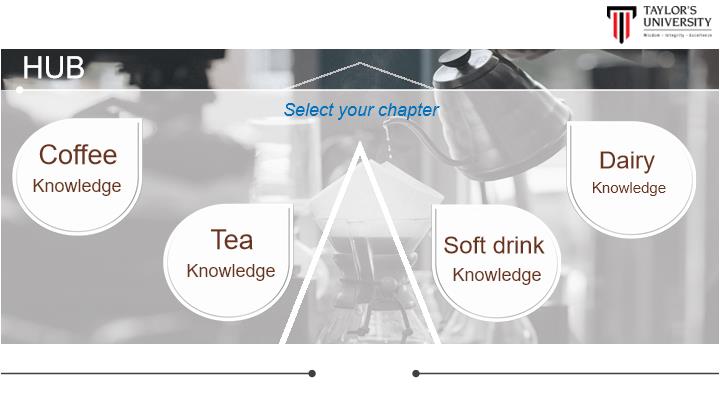 TAYLOR'S
UNIVERSITY
Wisdom · Integrity · Excellence
HUB
Select your chapter
Coffee
Knowledge
Dairy
Knowledge
Tea
Knowledge
Soft drink
Knowledge